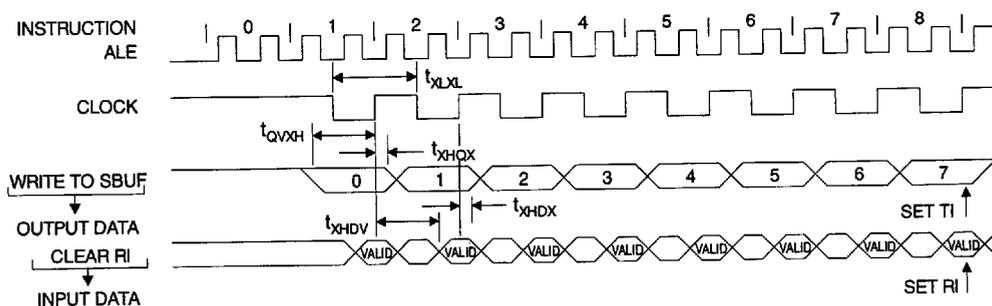 INSTRUCTION 0 1 2 3 4 5 6 7 8
ALE
tXLXL
CLOCK
tQVXH
tXHQX
WRITE TO SBUF 0 1 2 3 4 5 6 7
tXHDX
SET TI
OUTPUT DATA
tXHDV
CLEAR RI VALID VALID VALID VALID VALID VALID VALID VALID
SET RI
INPUT DATA